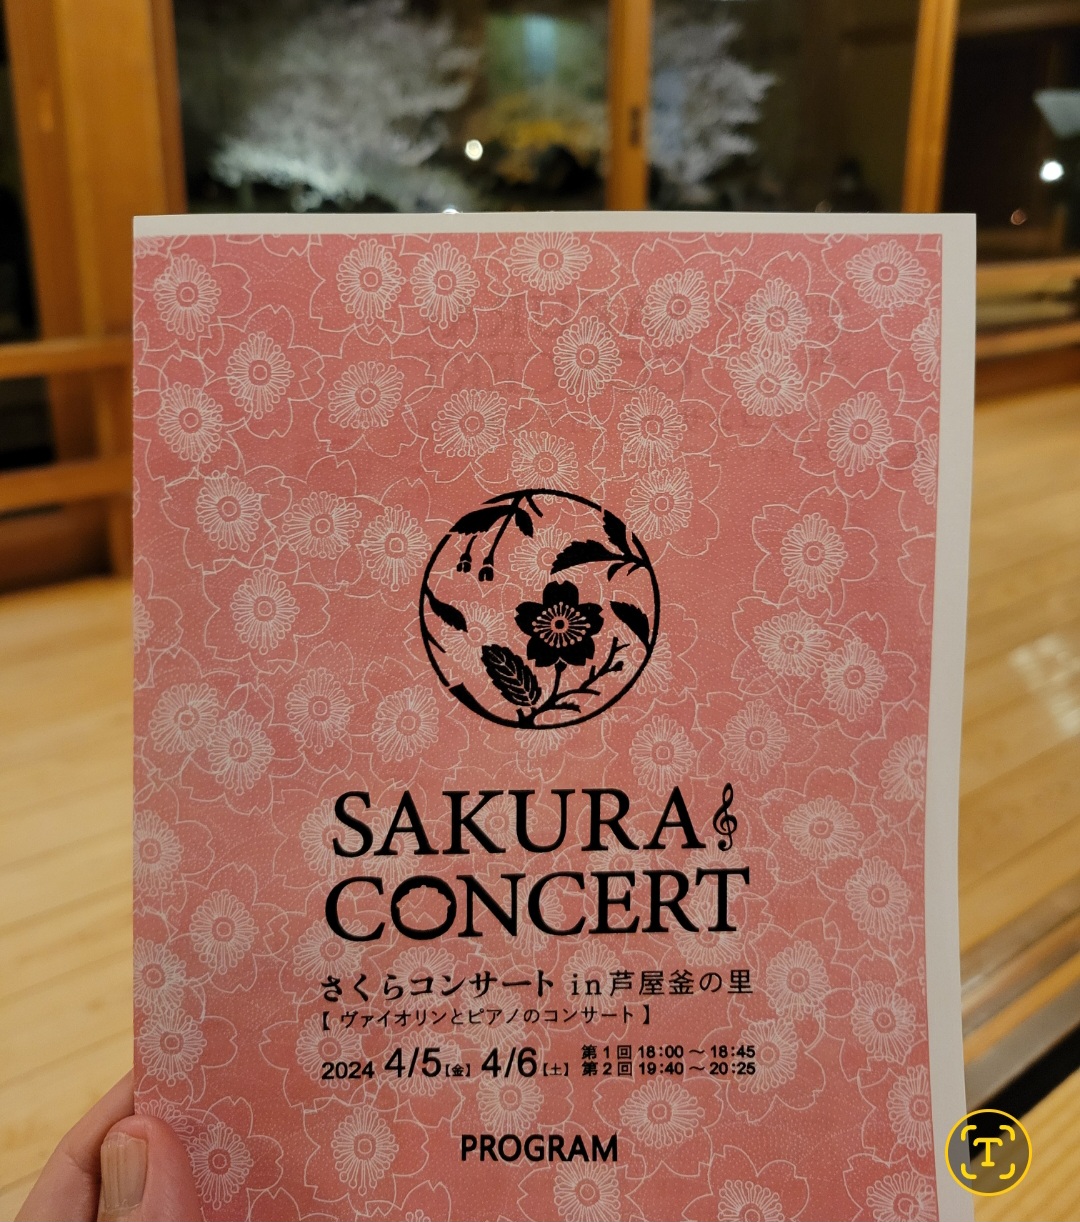 SAKURA
CONCERT
さくらコンサート in 芦屋釜の里
【 ヴァイオリンとピアノのコンサート 】
2024 4/5【金】 4/6【土】 第1回 18:00 ～ 18:45
第2回 19:40 ～ 20:25
PROGRAM
T